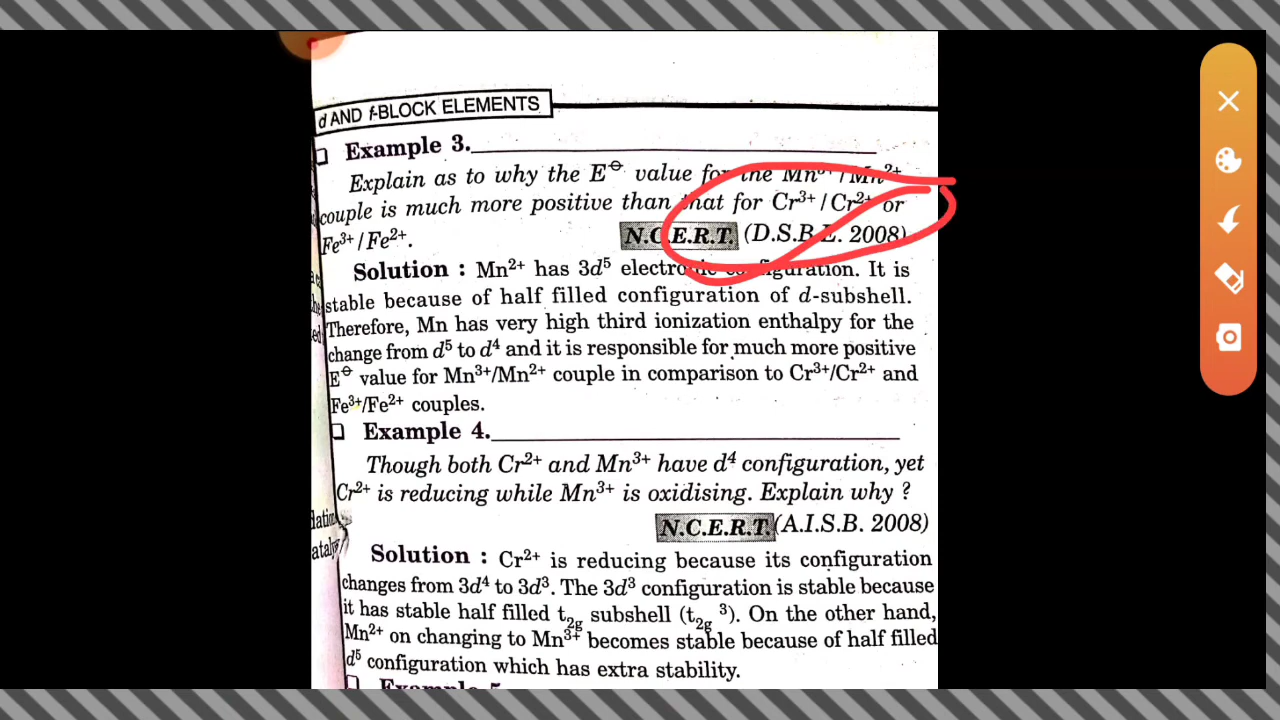 d AND f-BLOCK ELEMENTS
Example 3.
Explain as to why the E⊖ value for the Mn³⁺/Mn²⁺
couple is much more positive than that for Cr³⁺/Cr²⁺ or
Fe³⁺/Fe²⁺.
N.C.E.R.T. (D.S.B.E. 2008)
Solution : Mn²⁺ has 3d⁵ electronic configuration. It is
stable because of half filled configuration of d-subshell.
Therefore, Mn has very high third ionization enthalpy for the
change from d⁵ to d⁴ and it is responsible for much more positive
E⊖ value for Mn³⁺/Mn²⁺ couple in comparison to Cr³⁺/Cr²⁺ and
Fe³⁺/Fe²⁺ couples.
Example 4.
Though both Cr²⁺ and Mn³⁺ have d⁴ configuration, yet
Cr²⁺ is reducing while Mn³⁺ is oxidising. Explain why ?
N.C.E.R.T. (A.I.S.B. 2008)
Solution : Cr²⁺ is reducing because its configuration
changes from 3d⁴ to 3d³. The 3d³ configuration is stable because
it has stable half filled t₂g subshell (t₂g³). On the other hand,
Mn²⁺ on changing to Mn³⁺ becomes stable because of half filled
d⁵ configuration which has extra stability.